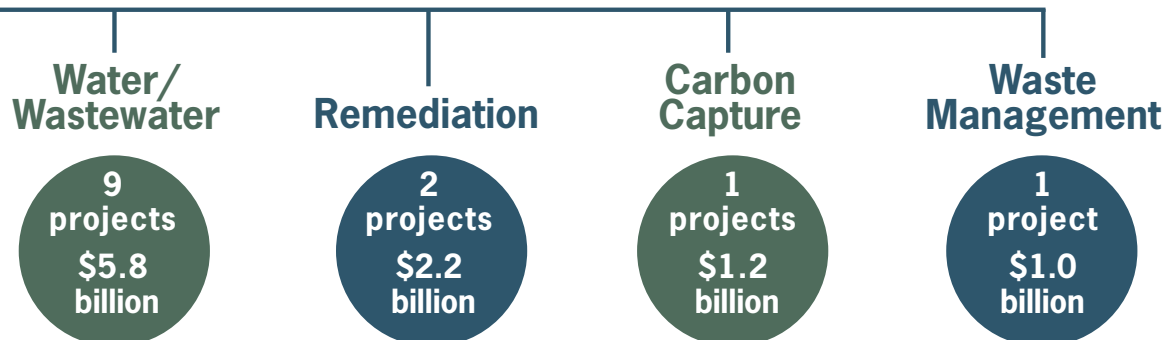 Water/
Wastewater
9
projects
$5.8
billion
Remediation
2
projects
$2.2
billion
Carbon
Capture
1
projects
$1.2
billion
Waste
Management
1
project
$1.0
billion